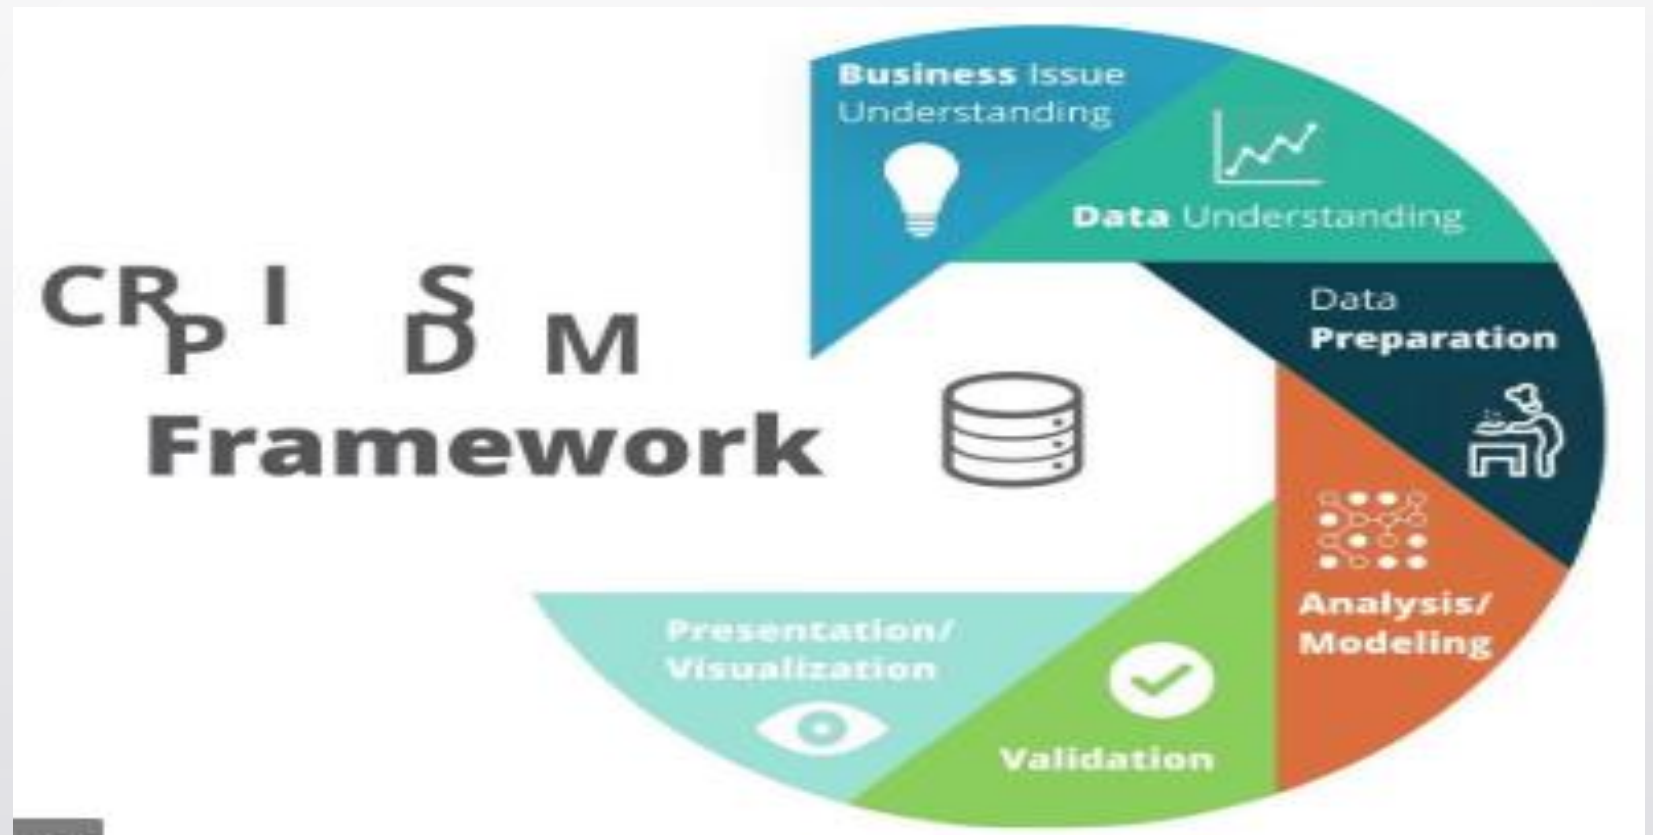 CR I S
P D M
Framework
Business Issue
Understanding
Data Understanding
Data
Preparation
Analysis/
Modeling
Validation
Presentation/
Visualization